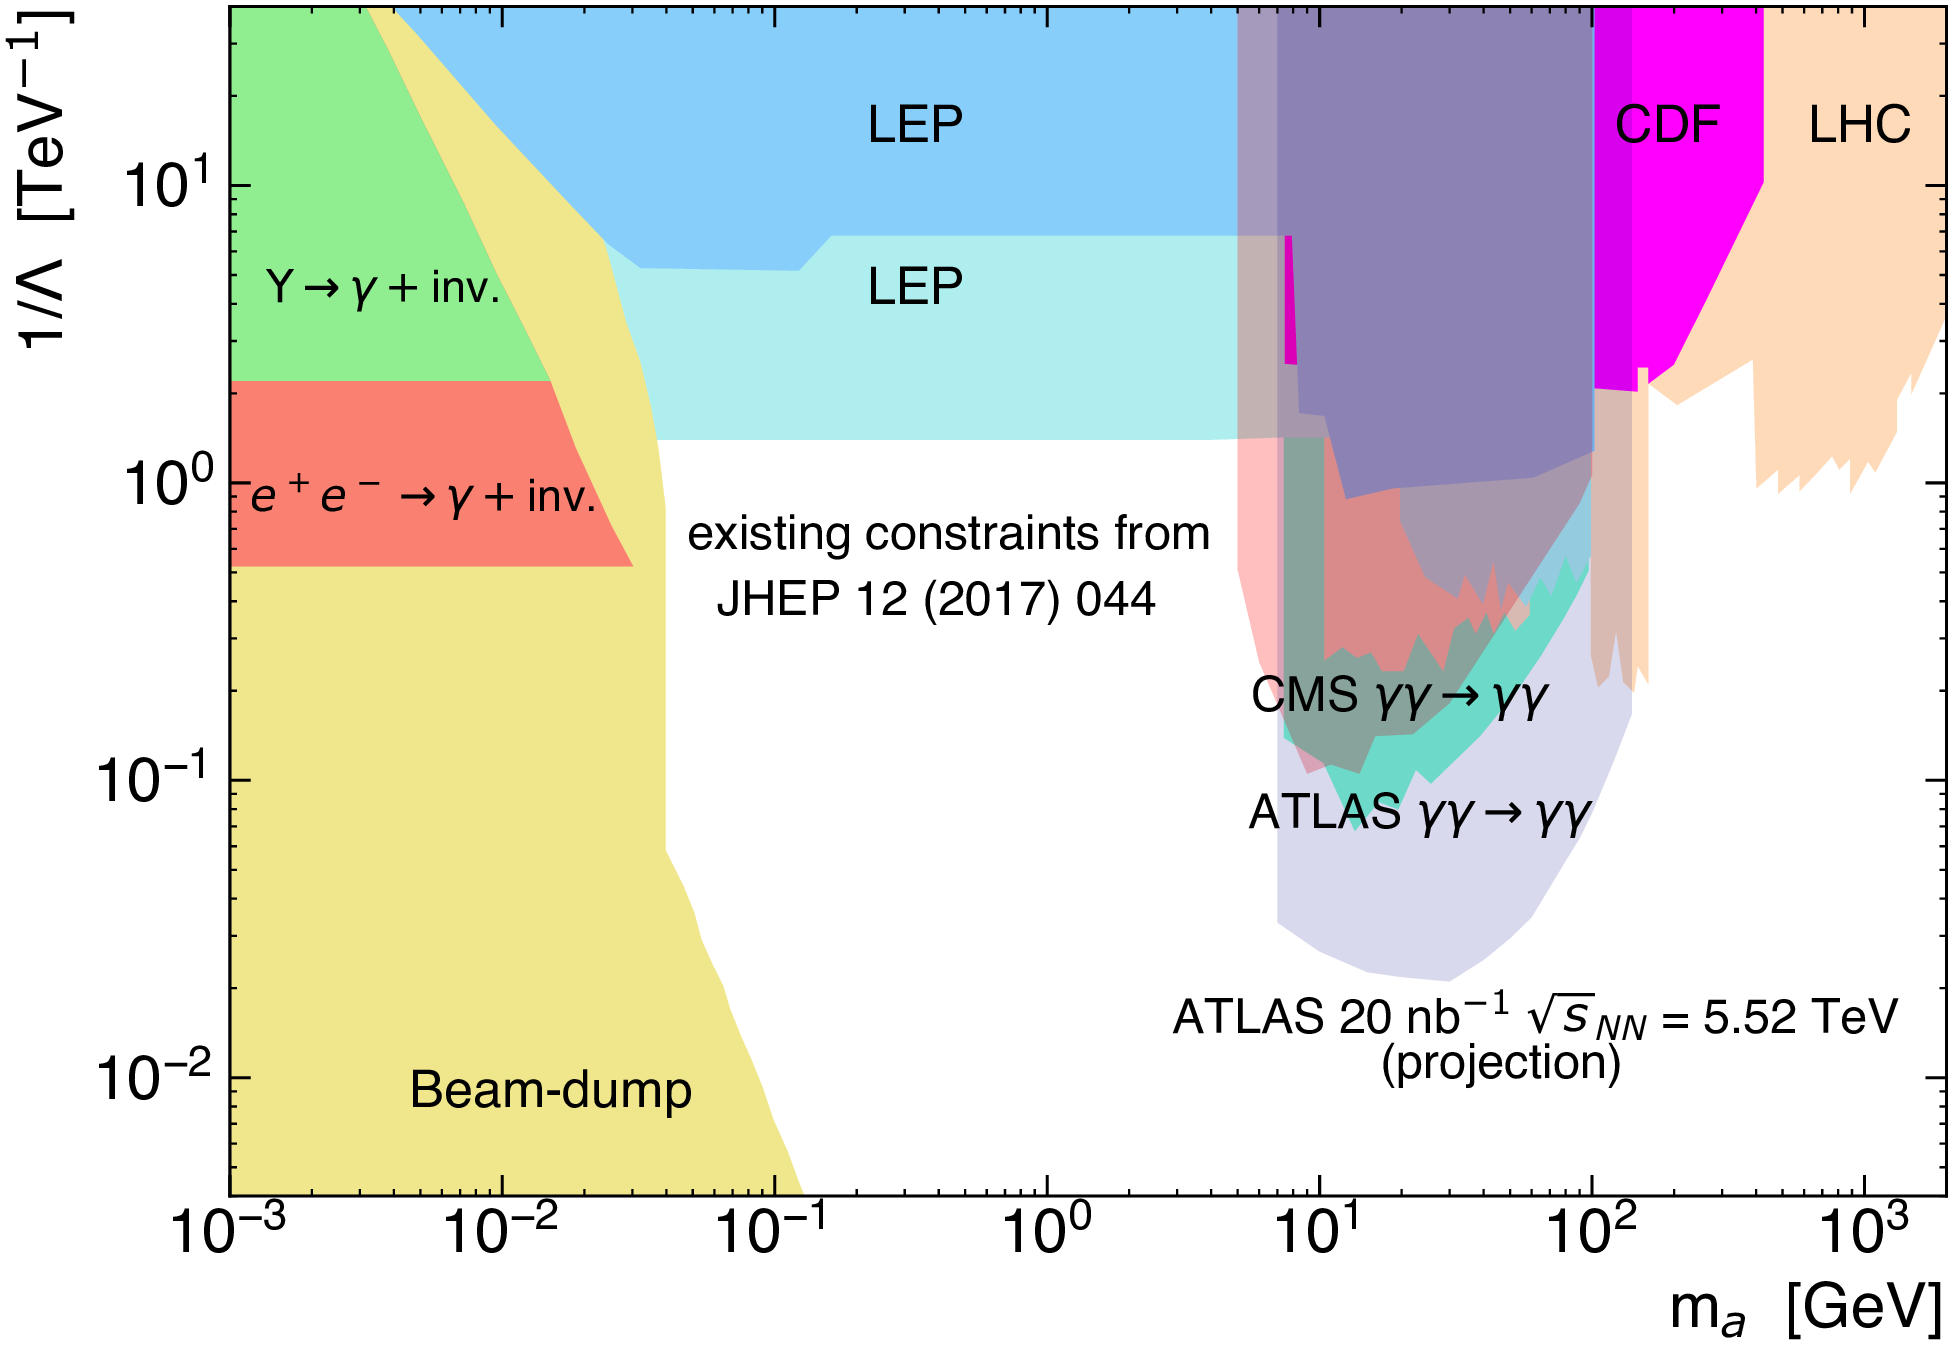 1/Λ [TeV⁻¹]
10¹
10⁰
10⁻¹
10⁻²
LEP
CDF
LHC
LEP
Υ → γ + inv.
e⁺e⁻ → γ + inv.
existing constraints from
JHEP 12 (2017) 044
CMS γγ → γγ
ATLAS γγ → γγ
ATLAS 20 nb⁻¹ √s_NN = 5.52 TeV
(projection)
Beam-dump
10⁻³ 10⁻² 10⁻¹ 10⁰ 10¹ 10² 10³
mₐ [GeV]